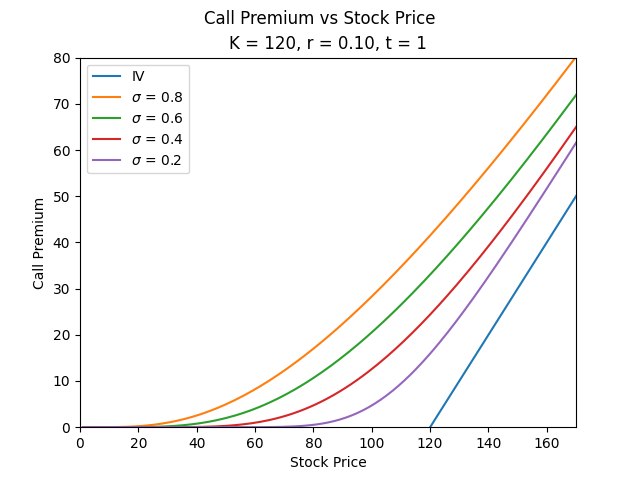 Call Premium vs Stock Price
K = 120, r = 0.10, t = 1
IV
σ = 0.8
σ = 0.6
σ = 0.4
σ = 0.2
Call Premium
80
70
60
50
40
30
20
10
0
0 20 40 60 80 100 120 140 160
Stock Price